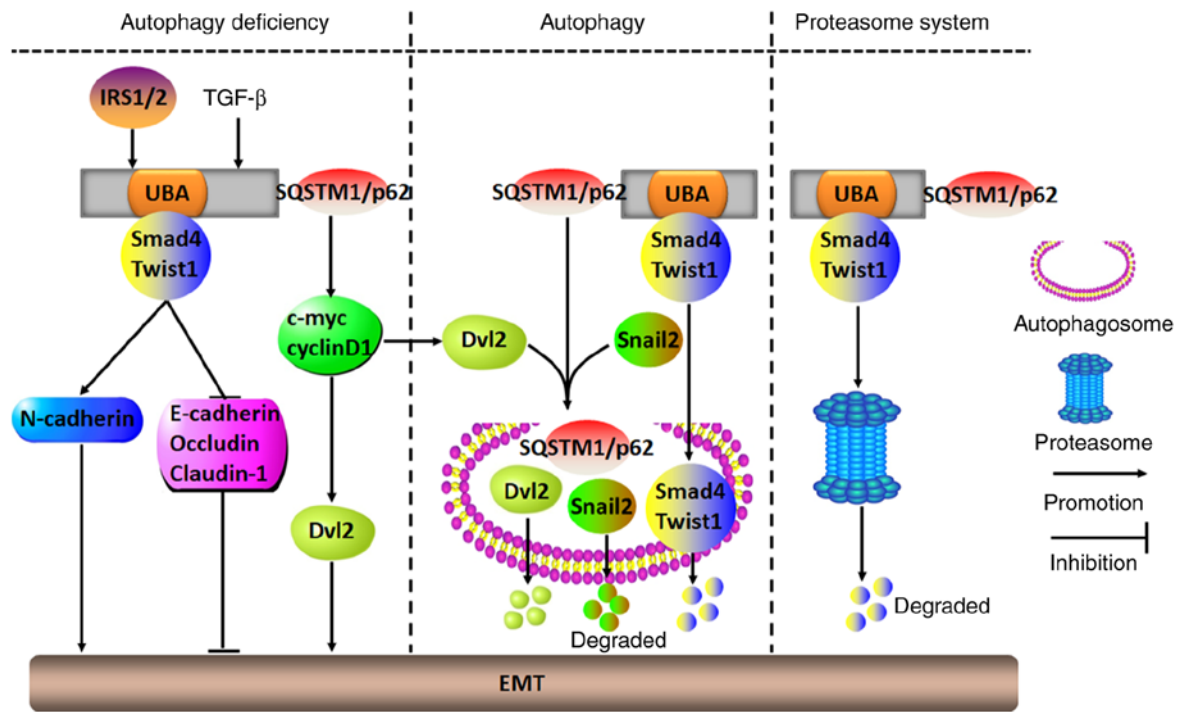 Autophagy deficiency
Autophagy
Proteasome system
IRS1/2
TGF-β
UBA
SQSTM1/p62
Smad4
Twist1
c-myc
cyclinD1
N-cadherin
E-cadherin
Occludin
Claudin-1
Dvl2
SQSTM1/p62
UBA
Smad4
Twist1
Dvl2
Snail2
SQSTM1/p62
Dvl2
Snail2
Smad4
Twist1
Degraded
UBA
SQSTM1/p62
Smad4
Twist1
Degraded
Autophagosome
Proteasome
Promotion
Inhibition
EMT